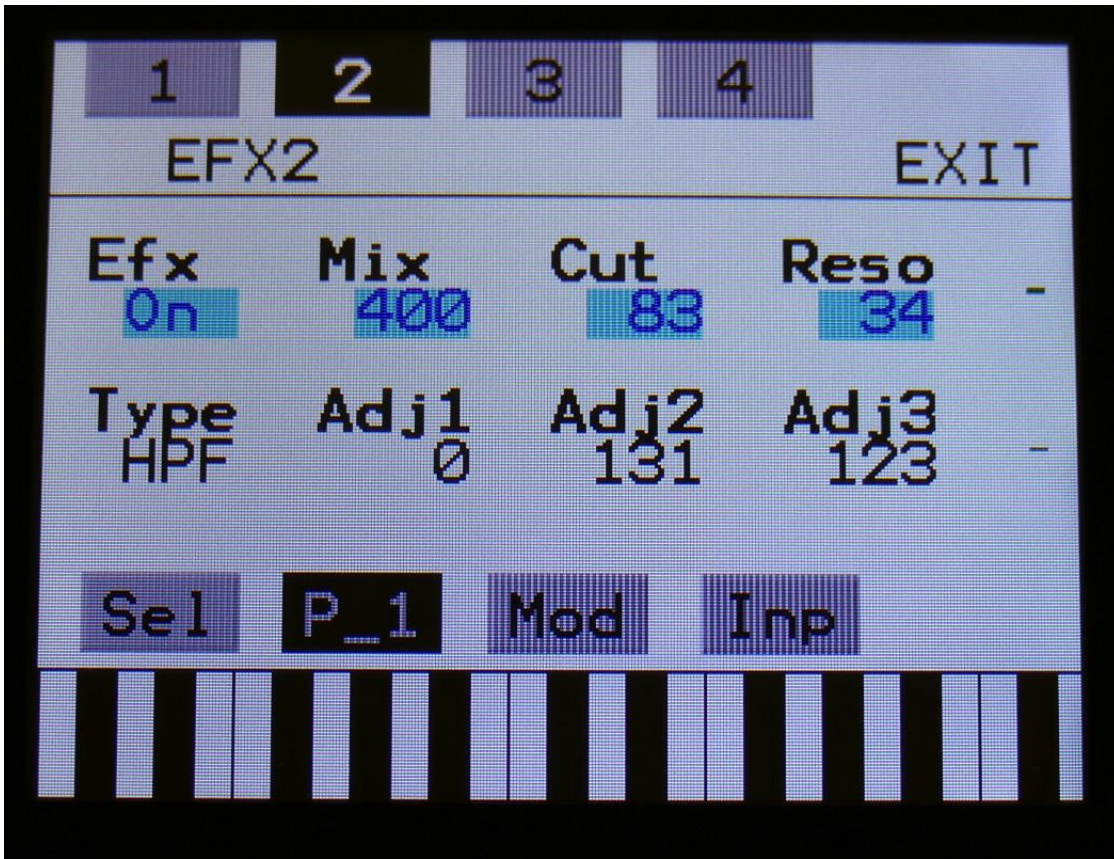 1 2 3 4
EFX2 EXIT
Efx Mix Cut Reso -
On 400 83 34
Type Adj1 Adj2 Adj3
HPF 0 131 123 -
Sel P_1 Mod Inp